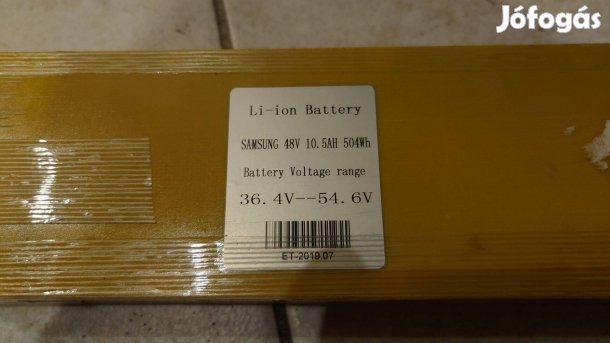 Jófogás
Li-ion Battery
SAMSUNG 48V 10.5AH 504Wh
Battery Voltage range
36.4V--54.6V
ET-2019.07